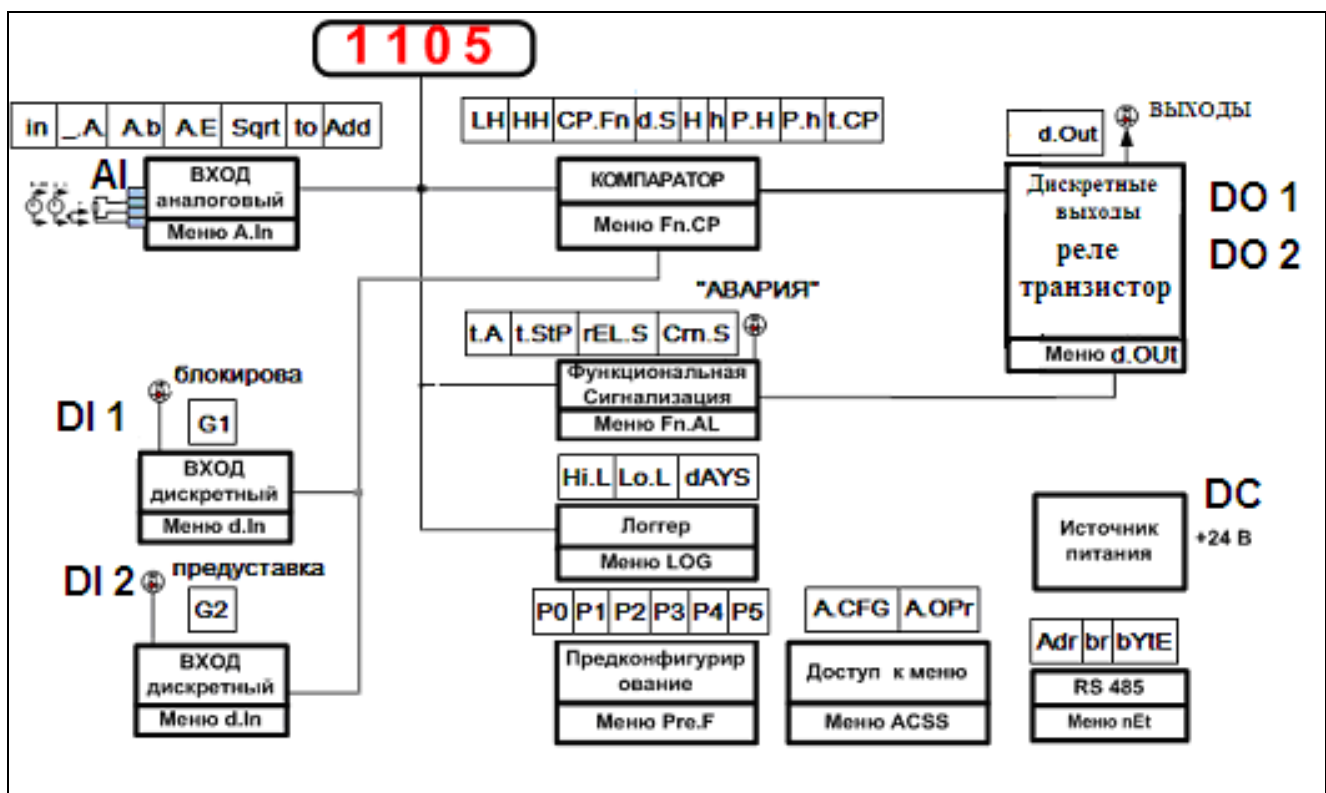 1105
in _.A. A.b A.E Sqrt to Add
LH HH CP.Fn d.S H h P.H P.h t.CP
d.Out
ВЫХОДЫ
AI
ВХОД
аналоговый
Меню A.In
КОМПАРАТОР
Меню Fn.CP
Дискретные
выходы
реле
транзистор
Меню d.OUt
DO 1
DO 2
"АВАРИЯ"
t.A t.StP rEL.S Crn.S
Функциональная
Сигнализация
Меню Fn.AL
блокирова
DI 1
G1
ВХОД
дискретный
Меню d.In
Hi.L Lo.L dAYS
Логгер
Меню LOG
DC
Источник
питания
+24 В
DI 2
предуставка
G2
ВХОД
дискретный
Меню d.In
P0 P1 P2 P3 P4 P5
Предконфигурир
ование
Меню Pre.F
A.CFG A.OPr
Доступ к меню
Меню ACSS
Adr br bYtE
RS 485
Меню nEt